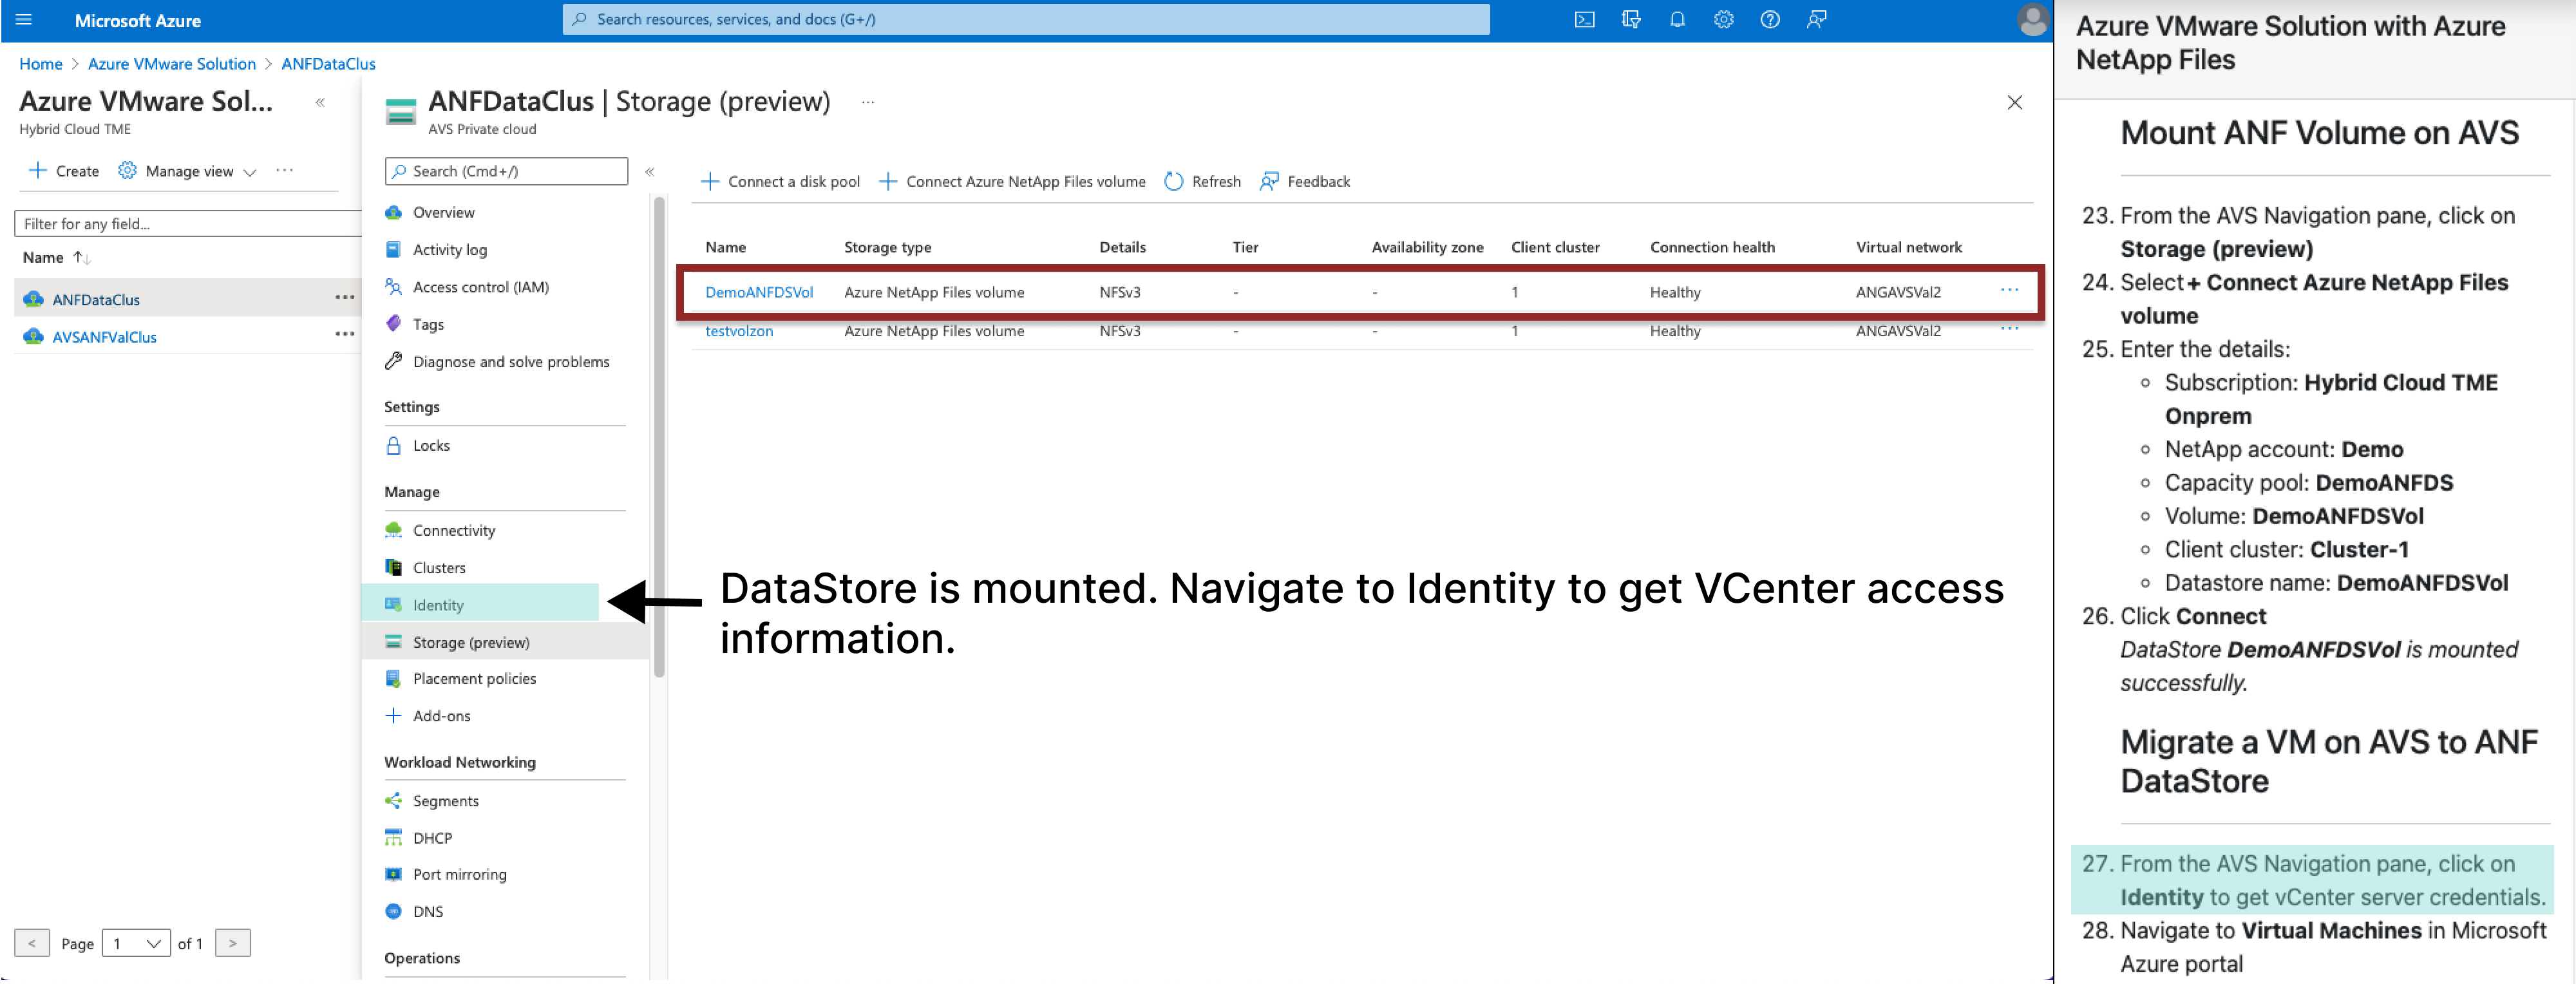 Microsoft Azure
Search resources, services, and docs (G+/)
Home > Azure VMware Solution > ANFDataClus
Azure VMware Sol... «
Hybrid Cloud TME
+ Create Manage view ...
Filter for any field...
Name ↑↓
ANFDataClus ...
AVSANFValClus ...
< Page 1 of 1 >
ANFDataClus | Storage (preview) ...
AVS Private cloud
Search (Cmd+/) «
Overview
Activity log
Access control (IAM)
Tags
Diagnose and solve problems
Settings
Locks
Manage
Connectivity
Clusters
Identity
Storage (preview)
Placement policies
+ Add-ons
Workload Networking
Segments
DHCP
Port mirroring
DNS
Operations
+ Connect a disk pool + Connect Azure NetApp Files volume Refresh Feedback
Name Storage type Details Tier Availability zone Client cluster Connection health Virtual network
DemoANFDSVol Azure NetApp Files volume NFSv3 - - 1 Healthy ANGAVSVal2 ...
testvolzon Azure NetApp Files volume NFSv3 - - 1 Healthy ANGAVSVal2 ...
DataStore is mounted. Navigate to Identity to get VCenter access
information.
Azure VMware Solution with Azure
NetApp Files
Mount ANF Volume on AVS
23. From the AVS Navigation pane, click on
Storage (preview)
24. Select + Connect Azure NetApp Files
volume
25. Enter the details:
◦ Subscription: Hybrid Cloud TME
Onprem
◦ NetApp account: Demo
◦ Capacity pool: DemoANFDS
◦ Volume: DemoANFDSVol
◦ Client cluster: Cluster-1
◦ Datastore name: DemoANFDSVol
26. Click Connect
DataStore DemoANFDSVol is mounted
successfully.
Migrate a VM on AVS to ANF
DataStore
27. From the AVS Navigation pane, click on
Identity to get vCenter server credentials.
28. Navigate to Virtual Machines in Microsoft
Azure portal